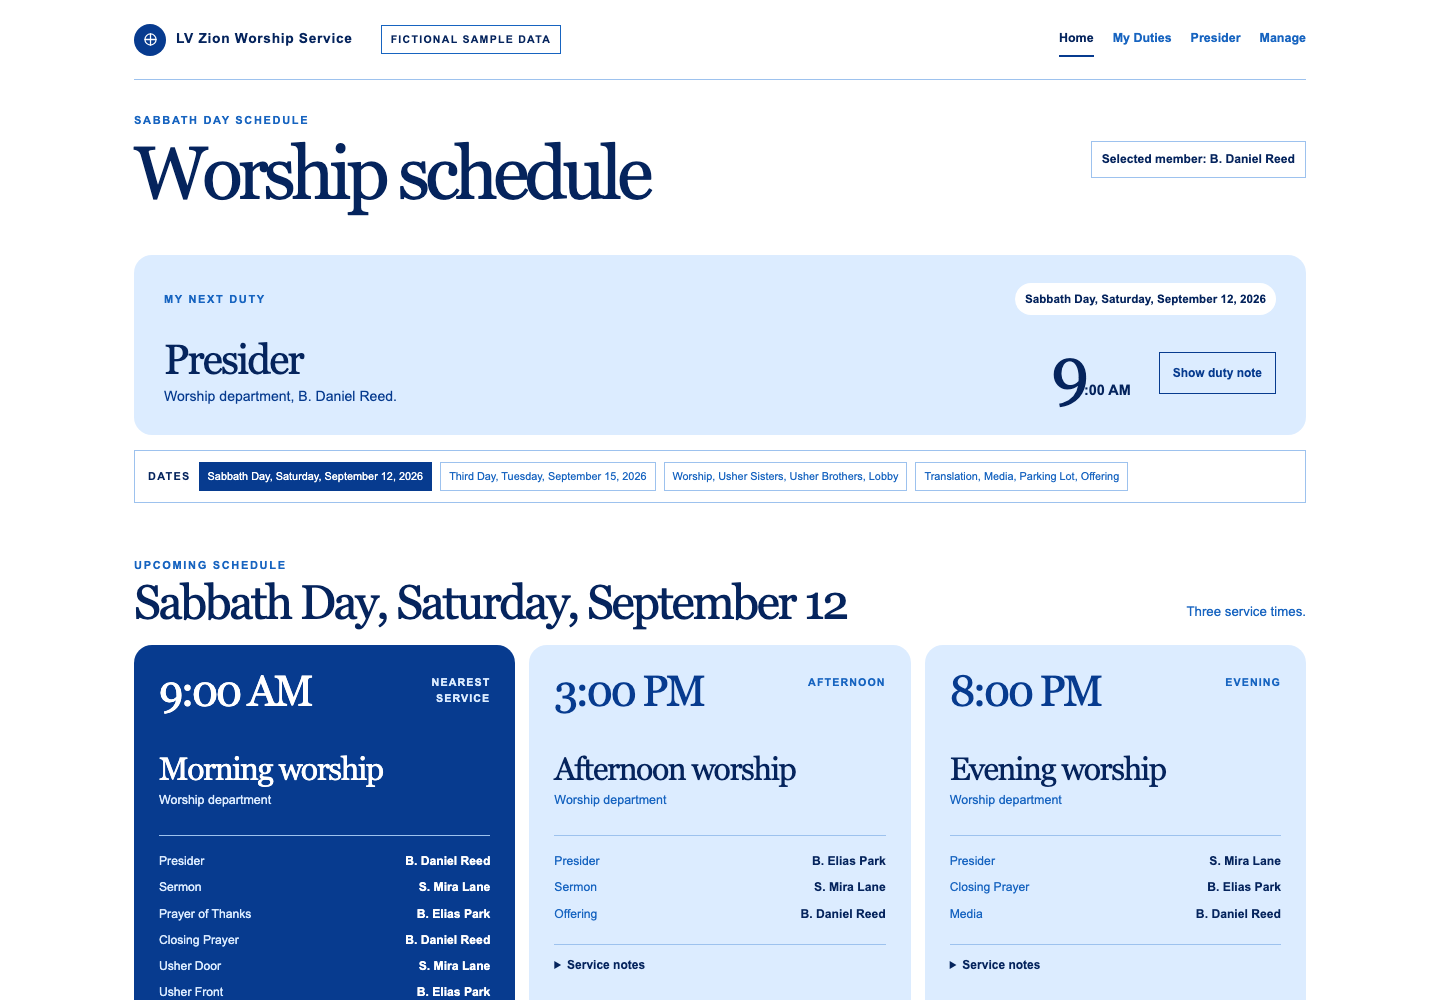 LV Zion Worship Service
FICTIONAL SAMPLE DATA
Home
My Duties
Presider
Manage
SABBATH DAY SCHEDULE
Worship schedule
Selected member: B. Daniel Reed
MY NEXT DUTY
Sabbath Day, Saturday, September 12, 2026
Presider
Worship department, B. Daniel Reed.
9:00 AM
Show duty note
DATES
Sabbath Day, Saturday, September 12, 2026
Third Day, Tuesday, September 15, 2026
Worship, Usher Sisters, Usher Brothers, Lobby
Translation, Media, Parking Lot, Offering
UPCOMING SCHEDULE
Sabbath Day, Saturday, September 12
Three service times.
9:00 AM
NEAREST
SERVICE
Morning worship
Worship department
Presider B. Daniel Reed
Sermon S. Mira Lane
Prayer of Thanks B. Elias Park
Closing Prayer B. Daniel Reed
Usher Door S. Mira Lane
Usher Front B. Elias Park
3:00 PM
AFTERNOON
Afternoon worship
Worship department
Presider B. Elias Park
Sermon S. Mira Lane
Offering B. Daniel Reed
Service notes
8:00 PM
EVENING
Evening worship
Worship department
Presider S. Mira Lane
Closing Prayer B. Elias Park
Media B. Daniel Reed
Service notes